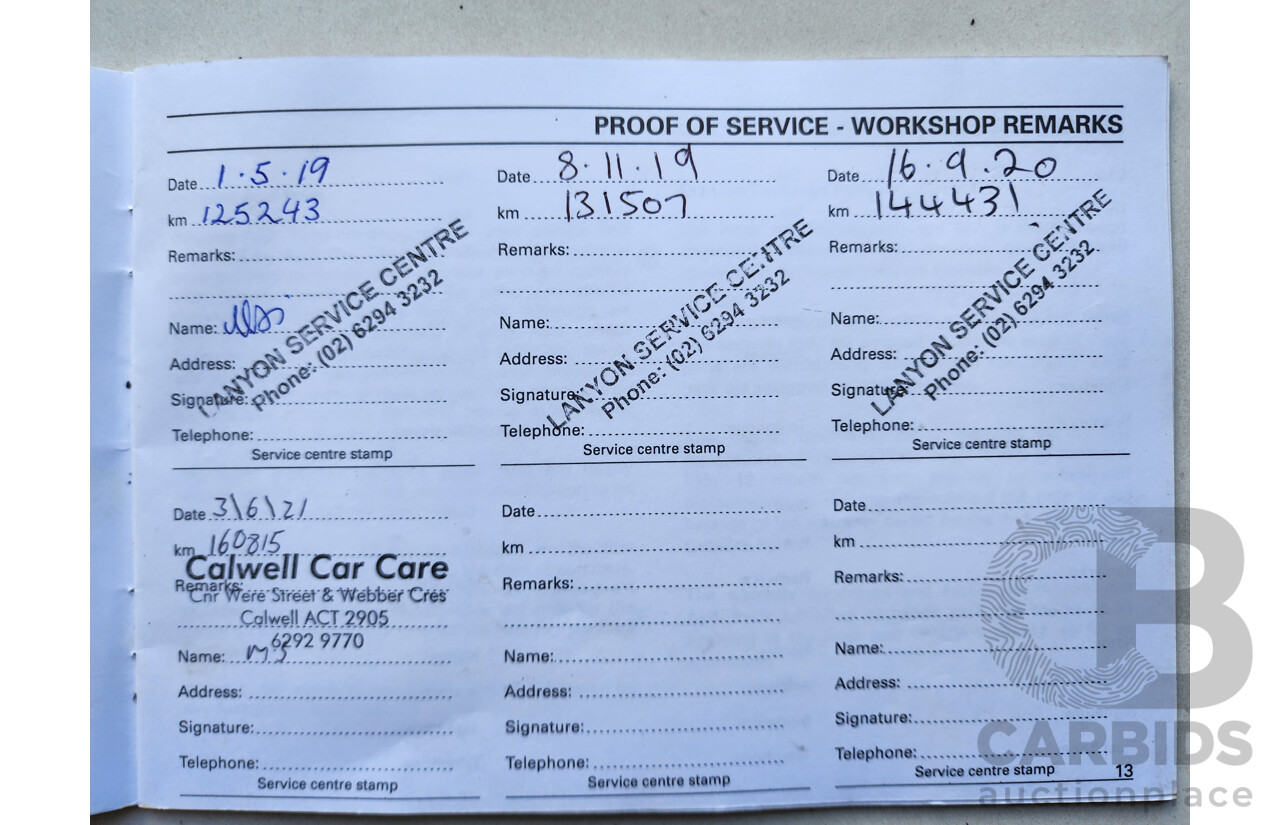 PROOF OF SERVICE - WORKSHOP REMARKS
Date 1.5.19
km 125243
Remarks:
Name:
Address:
Signature:
Telephone:
Service centre stamp
LANYON SERVICE CENTRE
Phone: (02) 6294 3232
Date 8.11.19
km 131507
Remarks:
Name:
Address:
Signature:
Telephone:
Service centre stamp
LANYON SERVICE CENTRE
Phone: (02) 6294 3232
Date 16.9.20
km 144431
Remarks:
Name:
Address:
Signature:
Telephone:
Service centre stamp
LANYON SERVICE CENTRE
Phone: (02) 6294 3232
Date 3\6\21
km 160815
Calwell Car Care
Remarks:
Cnr Were Street & Webber Cres
Calwell ACT 2905
6292 9770
Name:
Address:
Signature:
Telephone:
Service centre stamp
Date
km
Remarks:
Name:
Address:
Signature:
Telephone:
Service centre stamp
Date
km
Remarks:
Name:
Address:
Signature:
Telephone:
Service centre stamp
13
CB
CARBIDS
auctionplace